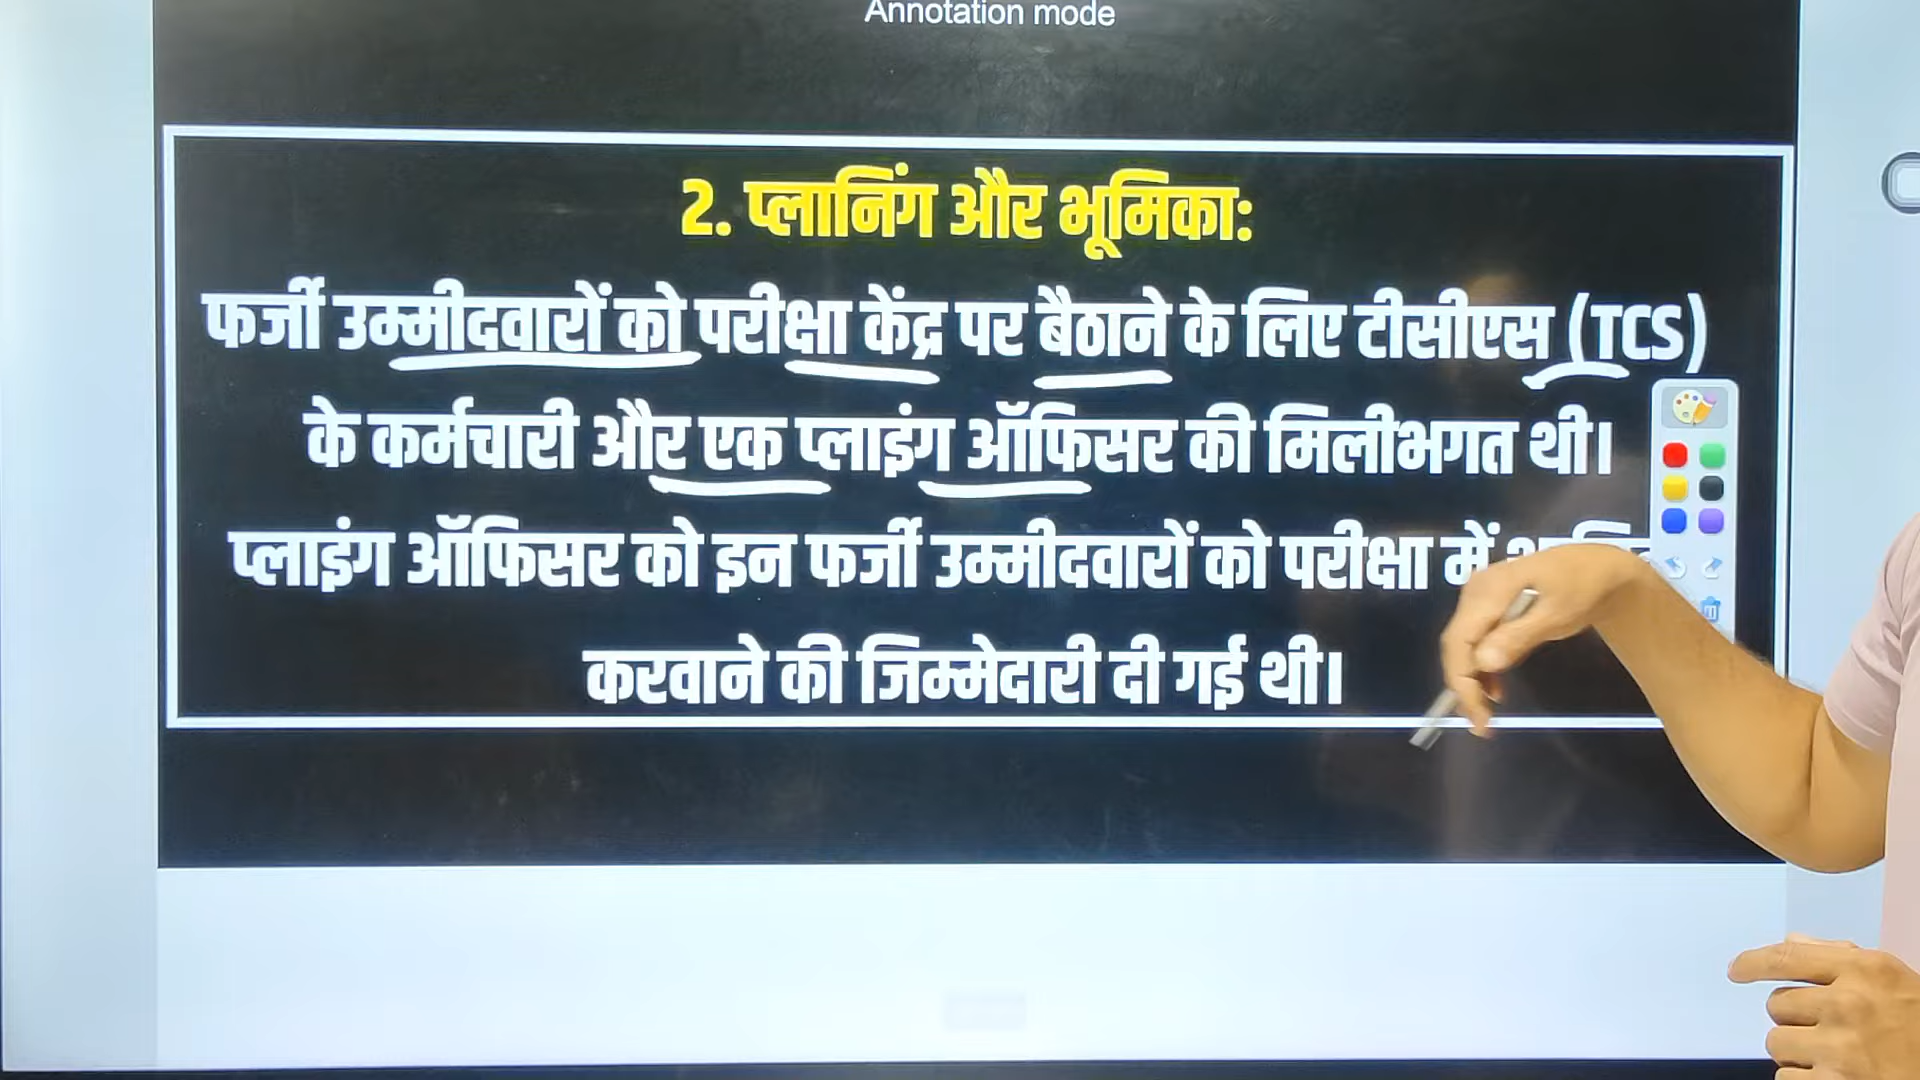 Annotation mode
2. प्लानिंग और भूमिका:
फर्जी उम्मीदवारों को परीक्षा केंद्र पर बैठाने के लिए टीसीएस (TCS)
के कर्मचारी और एक प्लाइंग ऑफिसर की मिलीभगत थी।
प्लाइंग ऑफिसर को इन फर्जी उम्मीदवारों को परीक्षा में
करवाने की जिम्मेदारी दी गई थी।